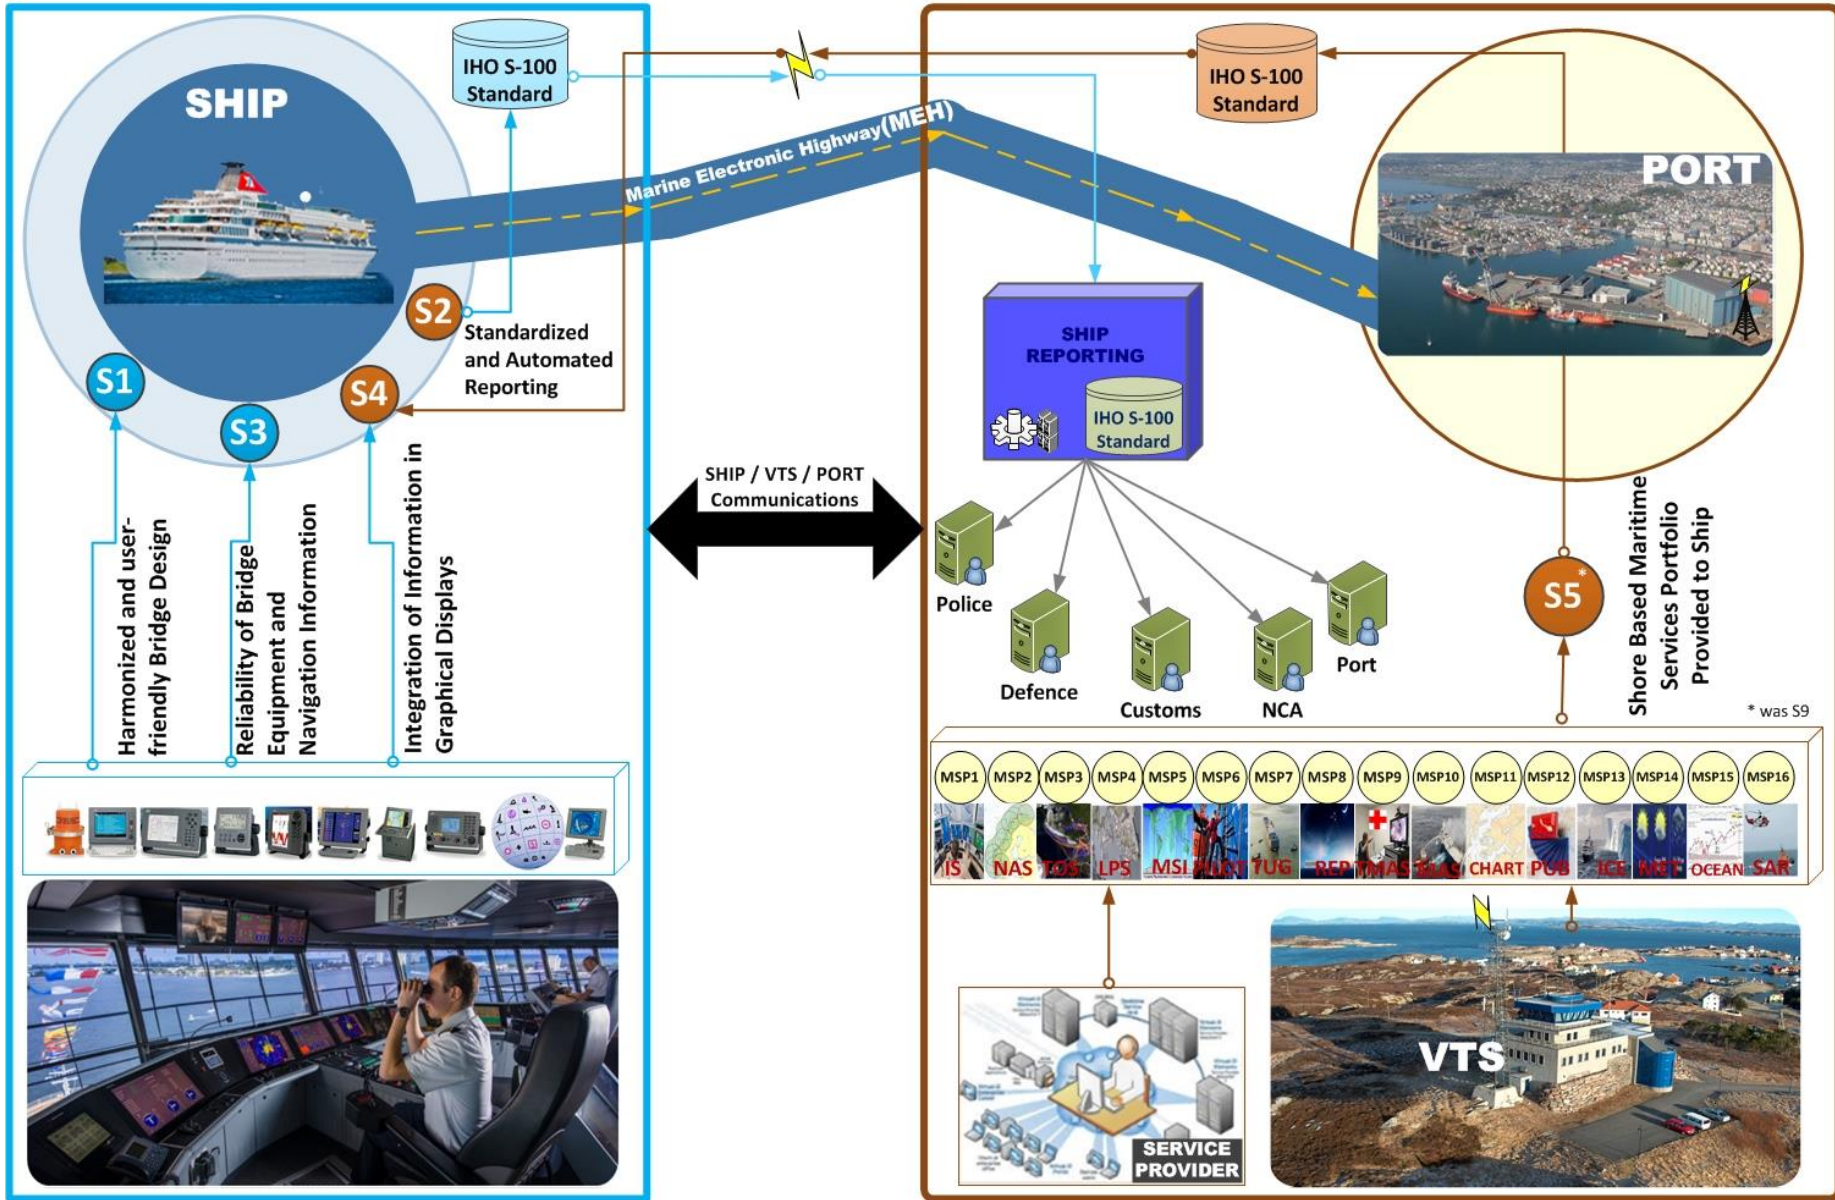 SHIP
IHO S-100
Standard
S2
Standardized
and Automated
Reporting
S1
S3
S4
Harmonized and user-
friendly Bridge Design
Reliability of Bridge
Equipment and
Navigation Information
Integration of Information in
Graphical Displays
Marine Electronic Highway(MEH)
SHIP / VTS / PORT
Communications
IHO S-100
Standard
PORT
SHIP
REPORTING
IHO S-100
Standard
Police
Defence
Customs
NCA
Port
S5*
Shore Based Maritime
Services Portfolio
Provided to Ship
* was S9
MSP1 MSP2 MSP3 MSP4 MSP5 MSP6 MSP7 MSP8 MSP9 MSP10 MSP11 MSP12 MSP13 MSP14 MSP15 MSP16
IS NAS TOS LPS MSI PILOT TUG REP TMAS MAS CHART PUB ICE MET OCEAN SAR
SERVICE
PROVIDER
VTS